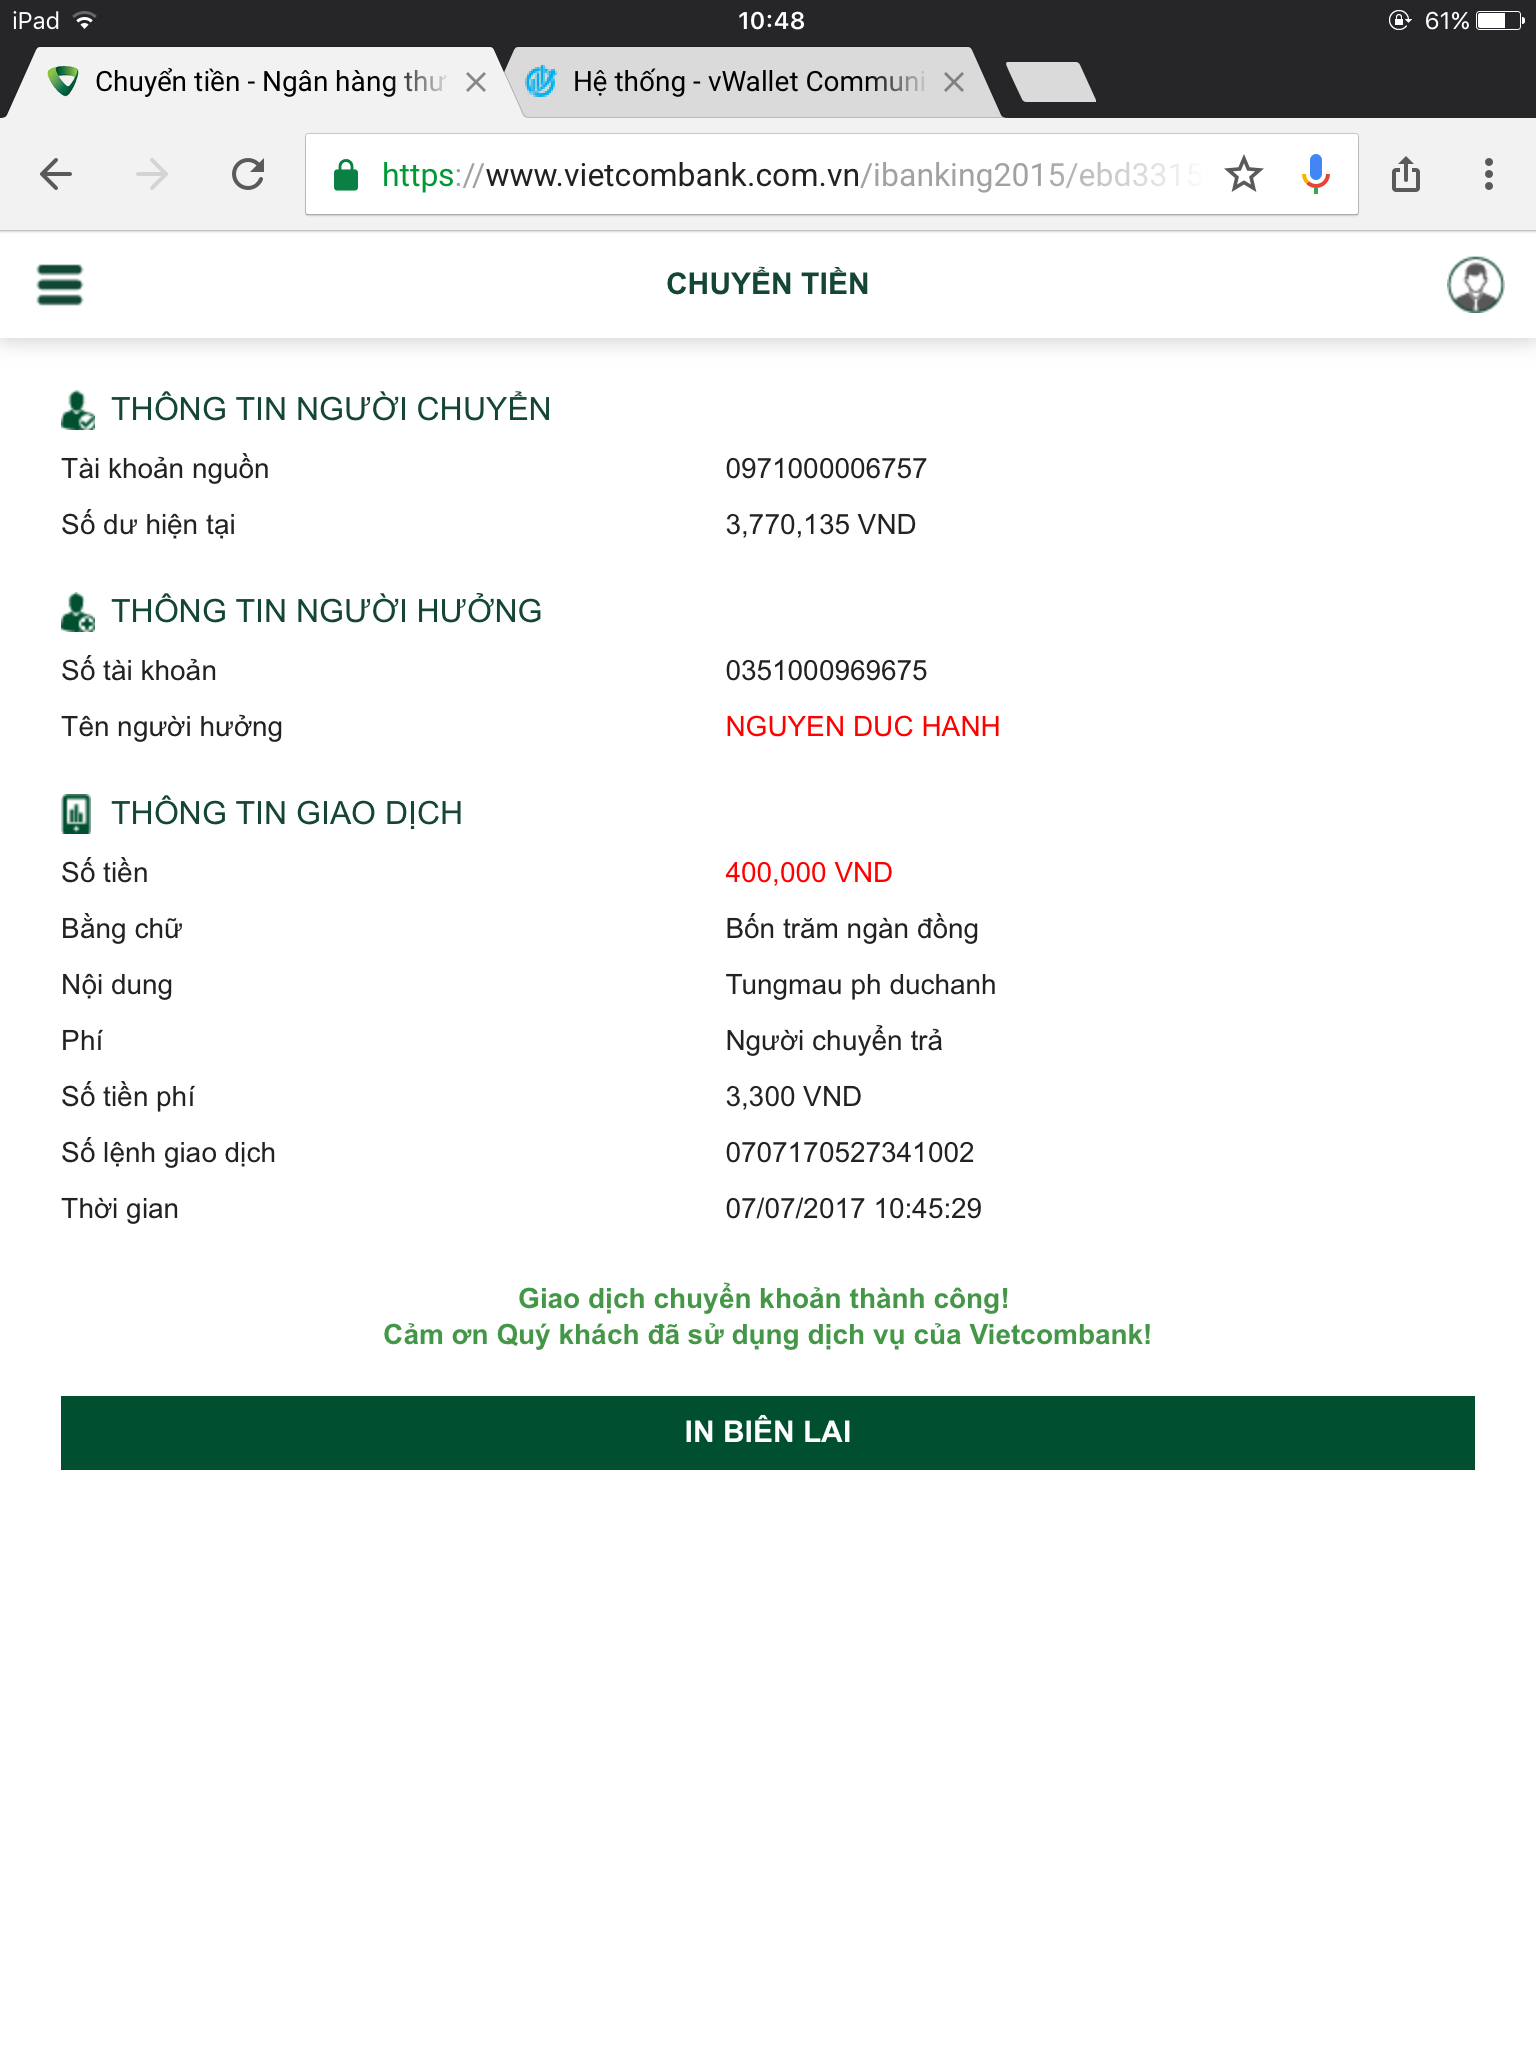 iPad 10:48 61%
Chuyển tiền - Ngân hàng thư Hệ thống - vWallet Communi
https://www.vietcombank.com.vn/ibanking2015/ebd3315
CHUYỂN TIỀN
THÔNG TIN NGƯỜI CHUYỂN
Tài khoản nguồn 0971000006757
Số dư hiện tại 3,770,135 VND
THÔNG TIN NGƯỜI HƯỞNG
Số tài khoản 0351000969675
Tên người hưởng NGUYEN DUC HANH
THÔNG TIN GIAO DỊCH
Số tiền 400,000 VND
Bằng chữ Bốn trăm ngàn đồng
Nội dung Tungmau ph duchanh
Phí Người chuyển trả
Số tiền phí 3,300 VND
Số lệnh giao dịch 0707170527341002
Thời gian 07/07/2017 10:45:29
Giao dịch chuyển khoản thành công!
Cảm ơn Quý khách đã sử dụng dịch vụ của Vietcombank!
IN BIÊN LAI